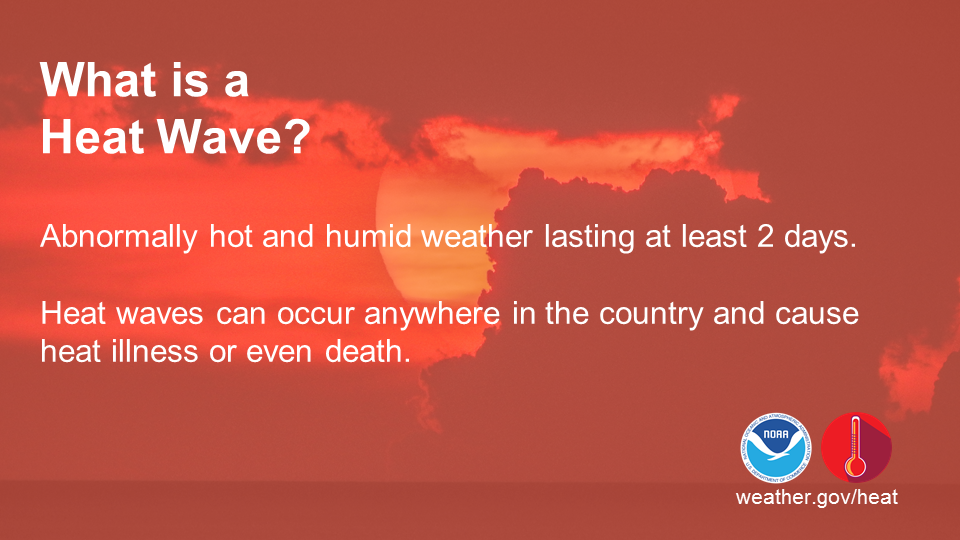 What is a
Heat Wave?
Abnormally hot and humid weather lasting at least 2 days.
Heat waves can occur anywhere in the country and cause
heat illness or even death.
NATIONAL OCEANIC AND ATMOSPHERIC ADMINISTRATION
NOAA
U.S. DEPARTMENT OF COMMERCE
weather.gov/heat